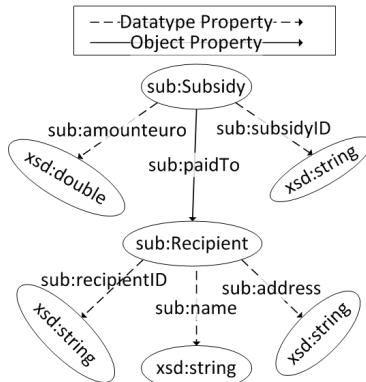 Datatype Property
Object Property
sub:Subsidy
sub:amounteuro
sub:subsidyID
sub:paidTo
xsd:double
xsd:string
sub:Recipient
sub:recipientID
sub:address
sub:name
xsd:string
xsd:string
xsd:string